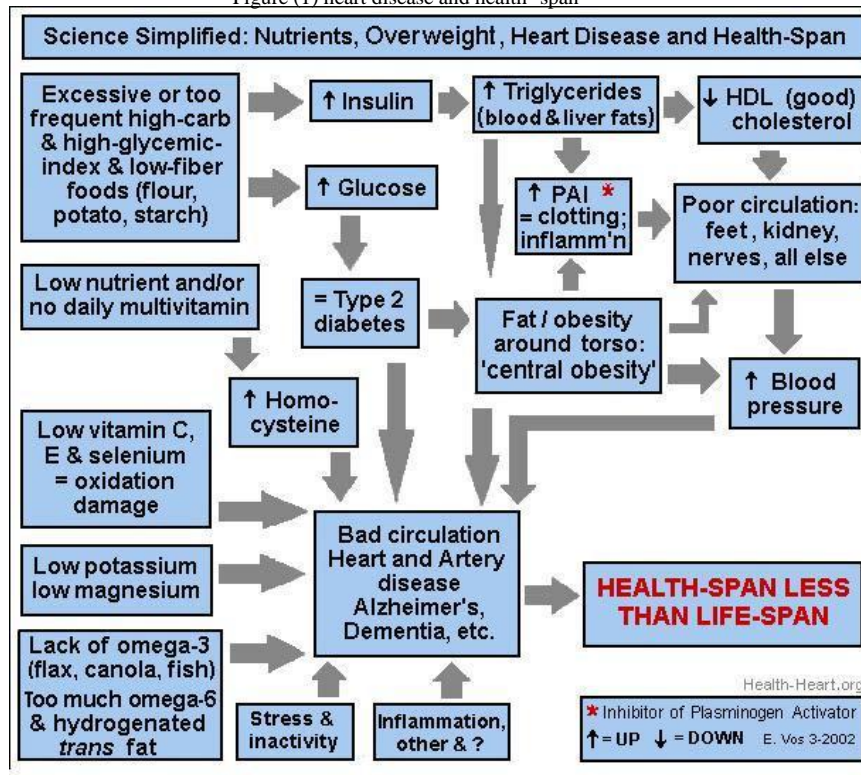 Figure (1) heart disease and health- span
Science Simplified: Nutrients, Overweight, Heart Disease and Health-Span
Excessive or too
frequent high-carb
& high-glycemic-
index & low-fiber
foods (flour,
potato, starch)
↑ Insulin
↑ Triglycerides
(blood & liver fats)
↓ HDL (good)
cholesterol
↑ Glucose
↑ PAI *
= clotting;
inflamm'n
Poor circulation:
feet, kidney,
nerves, all else
Low nutrient and/or
no daily multivitamin
= Type 2
diabetes
Fat / obesity
around torso:
'central obesity'
↑ Blood
pressure
↑ Homo-
cysteine
Low vitamin C,
E & selenium
= oxidation
damage
Bad circulation
Heart and Artery
disease
Alzheimer's,
Dementia, etc.
HEALTH-SPAN LESS
THAN LIFE-SPAN
Low potassium
low magnesium
Lack of omega-3
(flax, canola, fish)
Too much omega-6
& hydrogenated
trans fat
Stress &
inactivity
Inflammation,
other & ?
Health-Heart.org
* Inhibitor of Plasminogen Activator
↑ = UP ↓ = DOWN E. Vos 3-2002